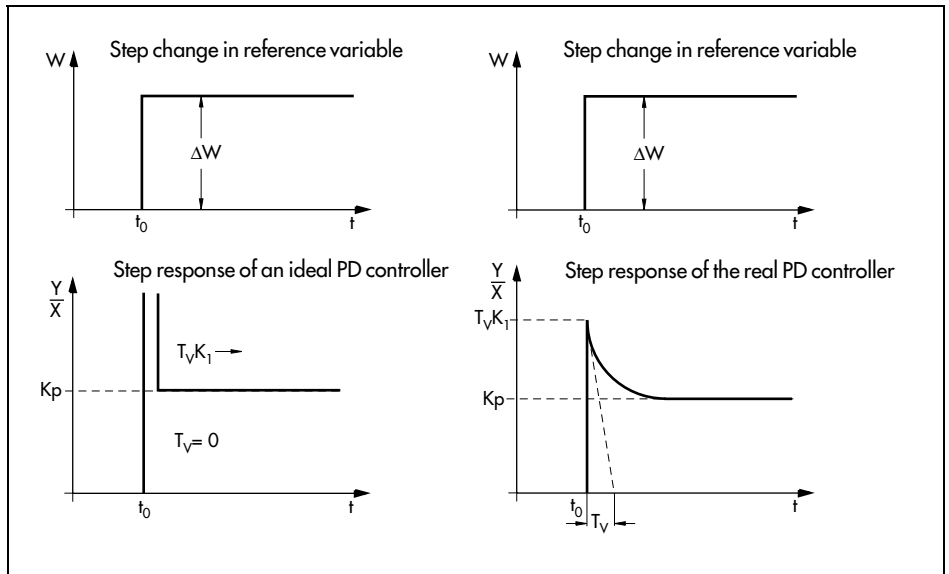 Step change in reference variable
W
ΔW
t₀
t
Step change in reference variable
W
ΔW
t₀
t
Step response of an ideal PD controller
Y
X
TᵥK₁
Kp
Tᵥ= 0
t₀
t
Step response of the real PD controller
Y
X
TᵥK₁
Kp
t₀
t
Tᵥ